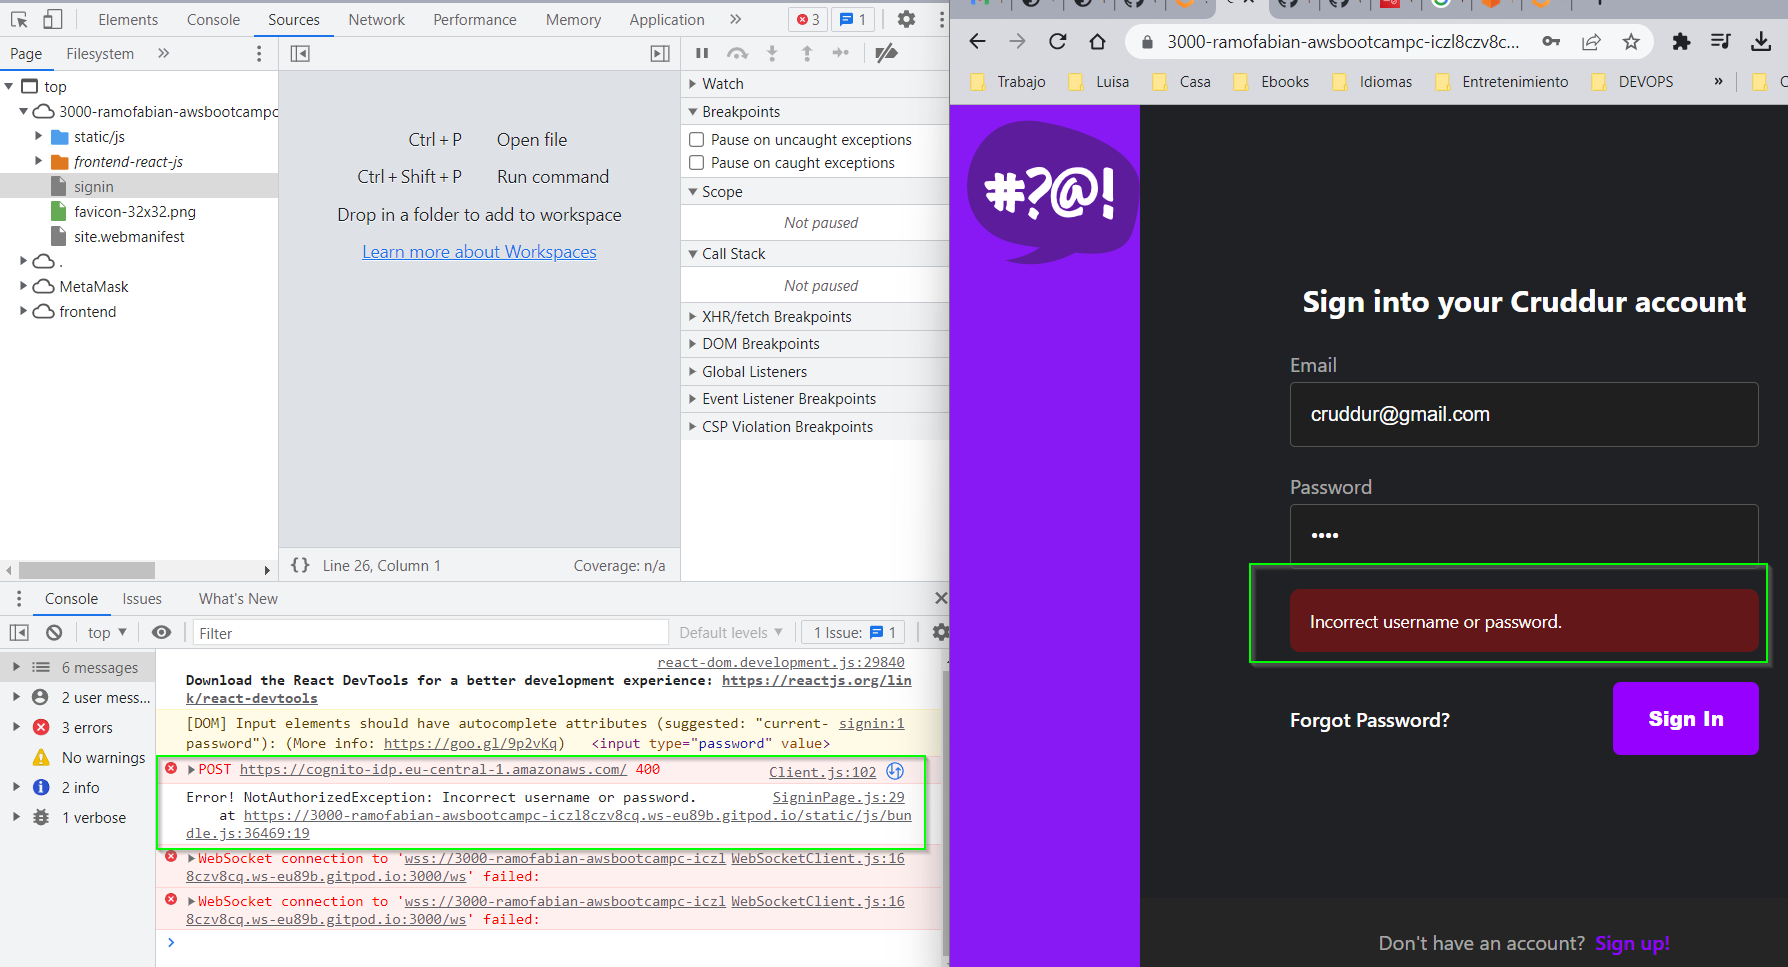 Elements Console Sources Network Performance Memory Application » 3 1
Page Filesystem »
top
3000-ramofabian-awsbootcampc
static/js
frontend-react-js
signin
favicon-32x32.png
site.webmanifest
.
MetaMask
frontend
Ctrl + P Open file
Ctrl + Shift + P Run command
Drop in a folder to add to workspace
Learn more about Workspaces
{ } Line 26, Column 1 Coverage: n/a
Watch
Breakpoints
Pause on uncaught exceptions
Pause on caught exceptions
Scope
Not paused
Call Stack
Not paused
XHR/fetch Breakpoints
DOM Breakpoints
Global Listeners
Event Listener Breakpoints
CSP Violation Breakpoints
Console Issues What's New
top Filter Default levels 1 Issue: 1
6 messages
2 user mess...
3 errors
No warnings
2 info
1 verbose
react-dom.development.js:29840
Download the React DevTools for a better development experience: https://reactjs.org/lin
k/react-devtools
[DOM] Input elements should have autocomplete attributes (suggested: "current- signin:1
password"): (More info: https://goo.gl/9p2vKq) <input type="password" value>
POST https://cognito-idp.eu-central-1.amazonaws.com/ 400 Client.js:102
Error! NotAuthorizedException: Incorrect username or password. SigninPage.js:29
at https://3000-ramofabian-awsbootcampc-iczl8czv8cq.ws-eu89b.gitpod.io/static/js/bun
dle.js:36469:19
WebSocket connection to 'wss://3000-ramofabian-awsbootcampc-iczl WebSocketClient.js:16
8czv8cq.ws-eu89b.gitpod.io:3000/ws' failed:
WebSocket connection to 'wss://3000-ramofabian-awsbootcampc-iczl WebSocketClient.js:16
8czv8cq.ws-eu89b.gitpod.io:3000/ws' failed:
3000-ramofabian-awsbootcampc-iczl8czv8c...
Trabajo Luisa Casa Ebooks Idiomas Entretenimiento DEVOPS »
#?@!
Sign into your Cruddur account
Email
cruddur@gmail.com
Password
••••
Incorrect username or password.
Forgot Password? Sign In
Don't have an account? Sign up!